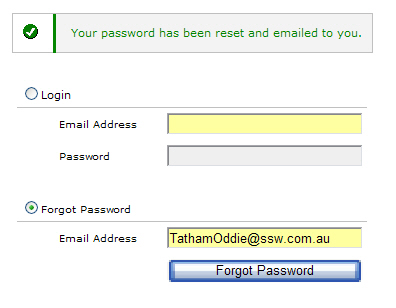 Your password has been reset and emailed to you.
Login
Email Address
Password
Forgot Password
Email Address TathamOddie@ssw.com.au
Forgot Password